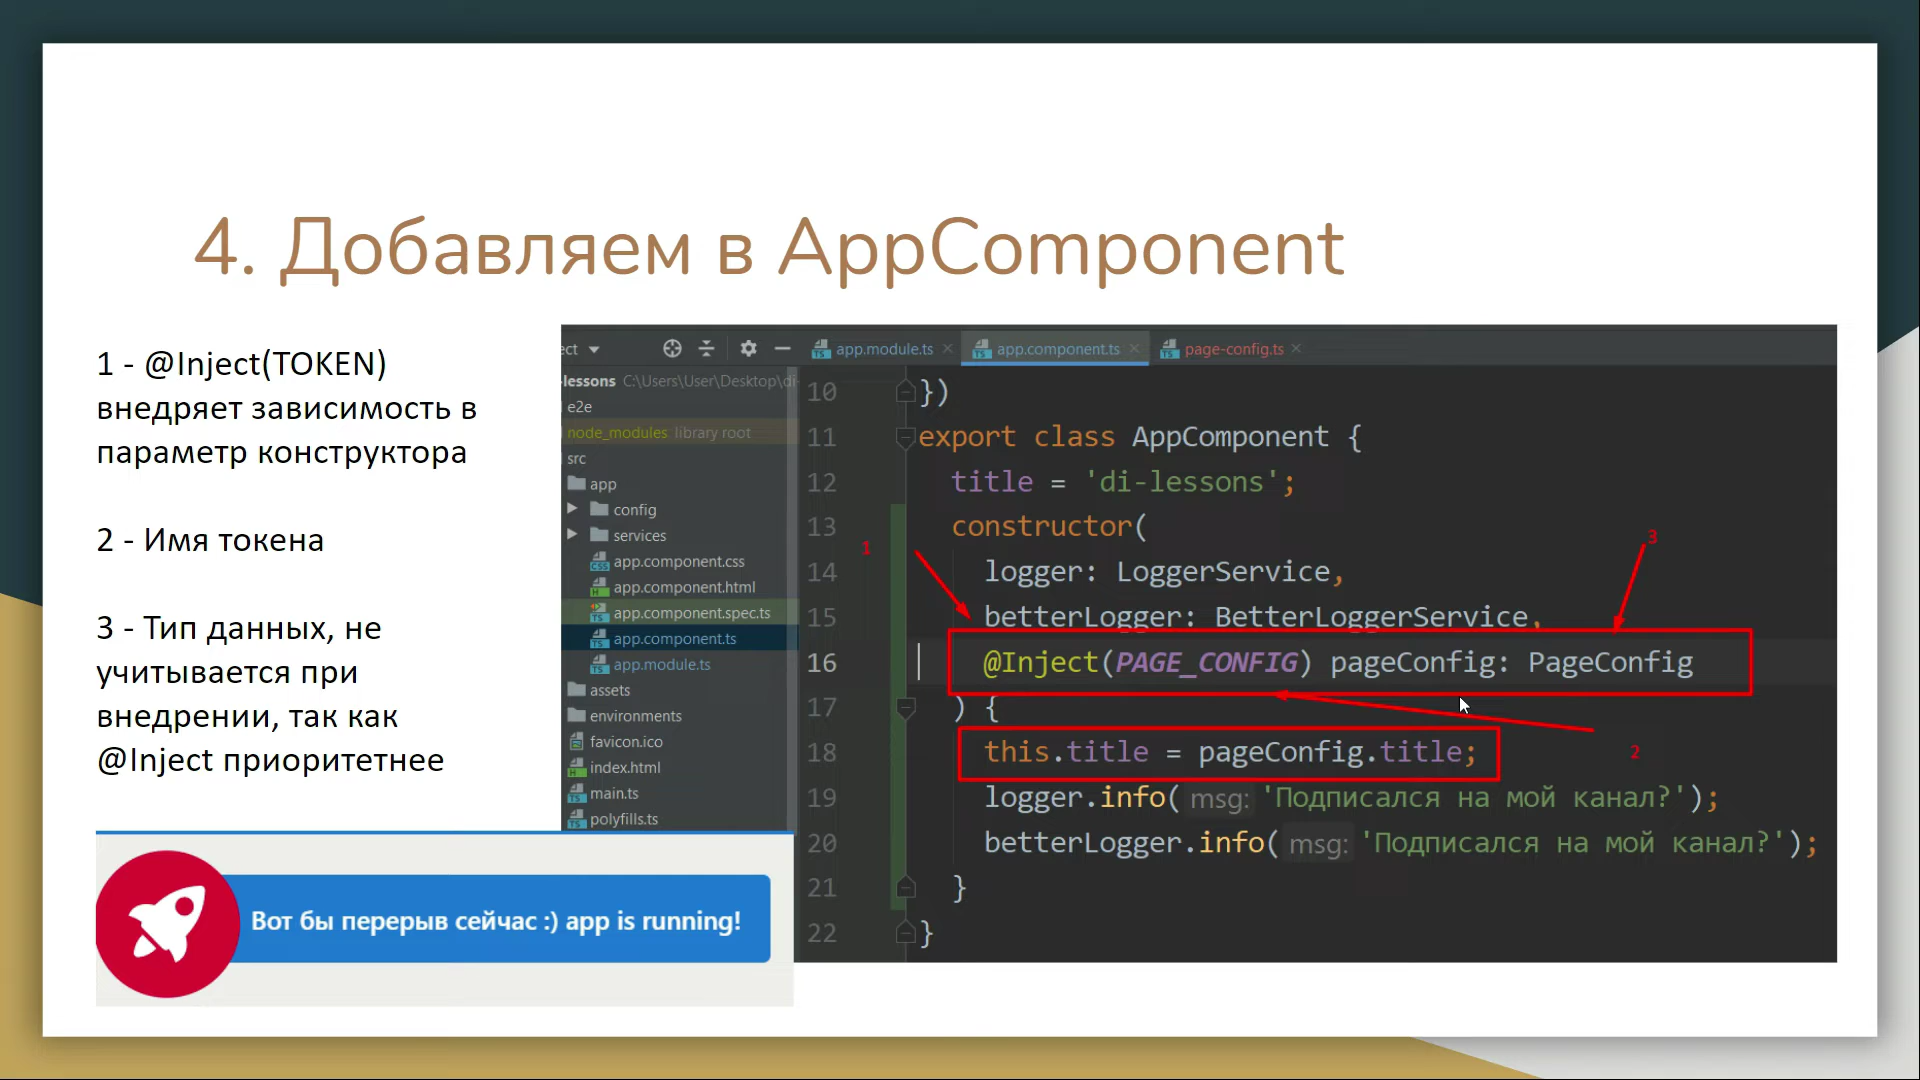 4. Добавляем в AppComponent
1 - @Inject(TOKEN)
внедряет зависимость в
параметр конструктора
2 - Имя токена
3 - Тип данных, не
учитывается при
внедрении, так как
@Inject приоритетнее
ect
app.module.ts
app.component.ts
page-config.ts
-lessons C:\Users\User\Desktop\di-
e2e
node_modules library root
src
app
config
services
app.component.css
app.component.html
app.component.spec.ts
app.component.ts
app.module.ts
assets
environments
favicon.ico
index.html
main.ts
polyfills.ts
10 })
11 export class AppComponent {
12 title = 'di-lessons';
13 constructor(
14 logger: LoggerService,
15 betterLogger: BetterLoggerService,
16 @Inject(PAGE_CONFIG) pageConfig: PageConfig
17 ) {
18 this.title = pageConfig.title;
19 logger.info( msg: 'Подписался на мой канал?');
20 betterLogger.info( msg: 'Подписался на мой канал?');
21 }
22 }
1
3
2
Вот бы перерыв сейчас :) app is running!